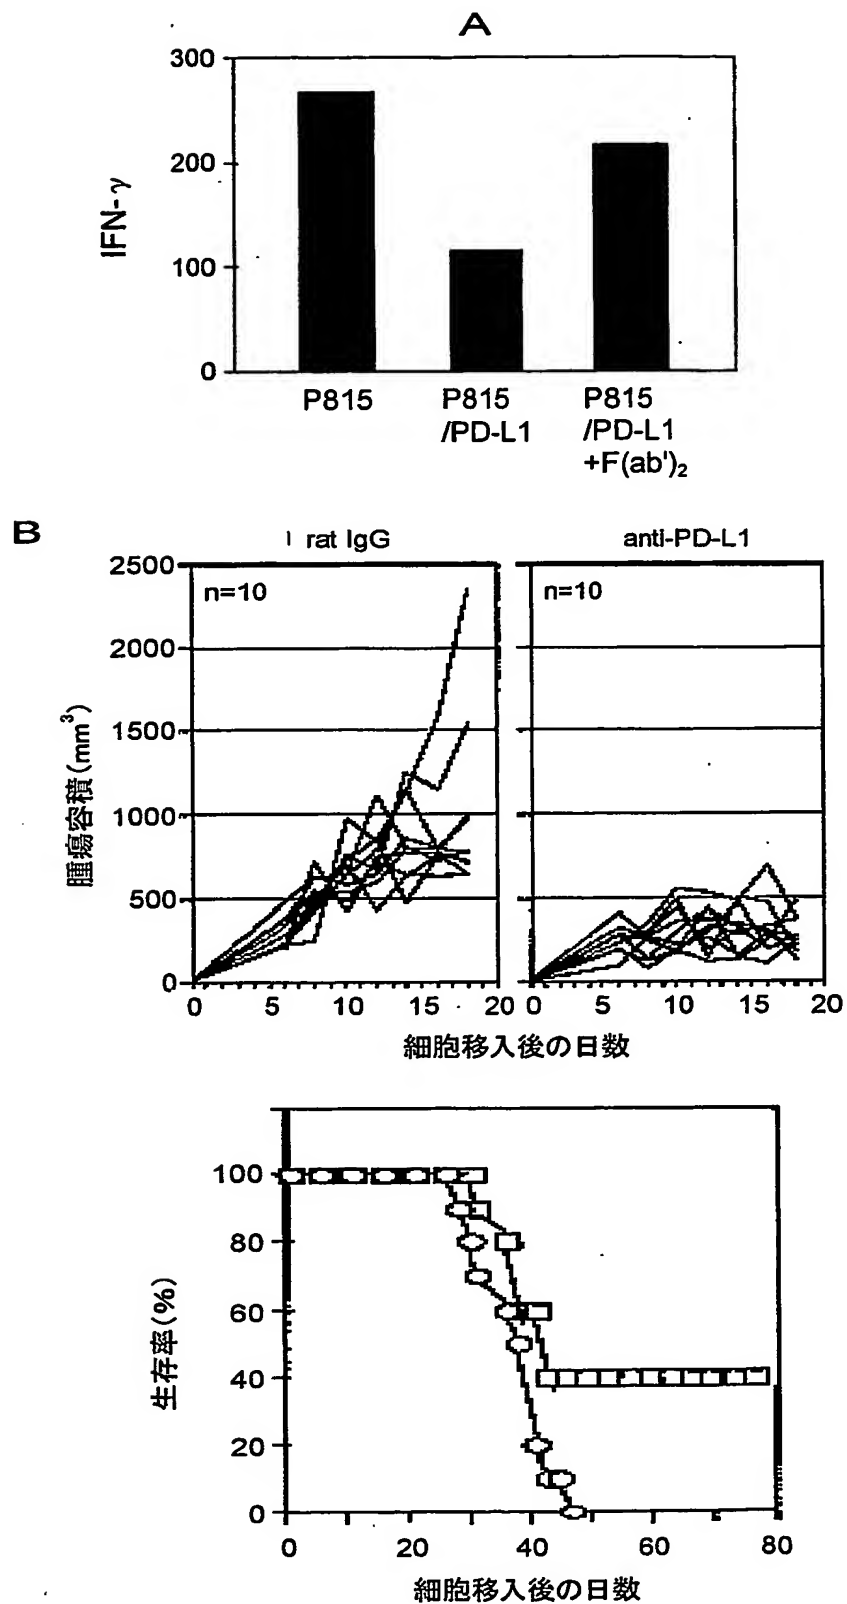 A
300
200
100
0
IFN-γ
P815
P815
/PD-L1
P815
/PD-L1
+F(ab')₂
B
rat IgG
anti-PD-L1
n=10
n=10
2500
2000
1500
1000
500
0
腫瘍容積(mm³)
0 5 10 15 20
0 5 10 15 20
細胞移入後の日数
100
80
60
40
20
0
生存率(%)
0 20 40 60 80
細胞移入後の日数